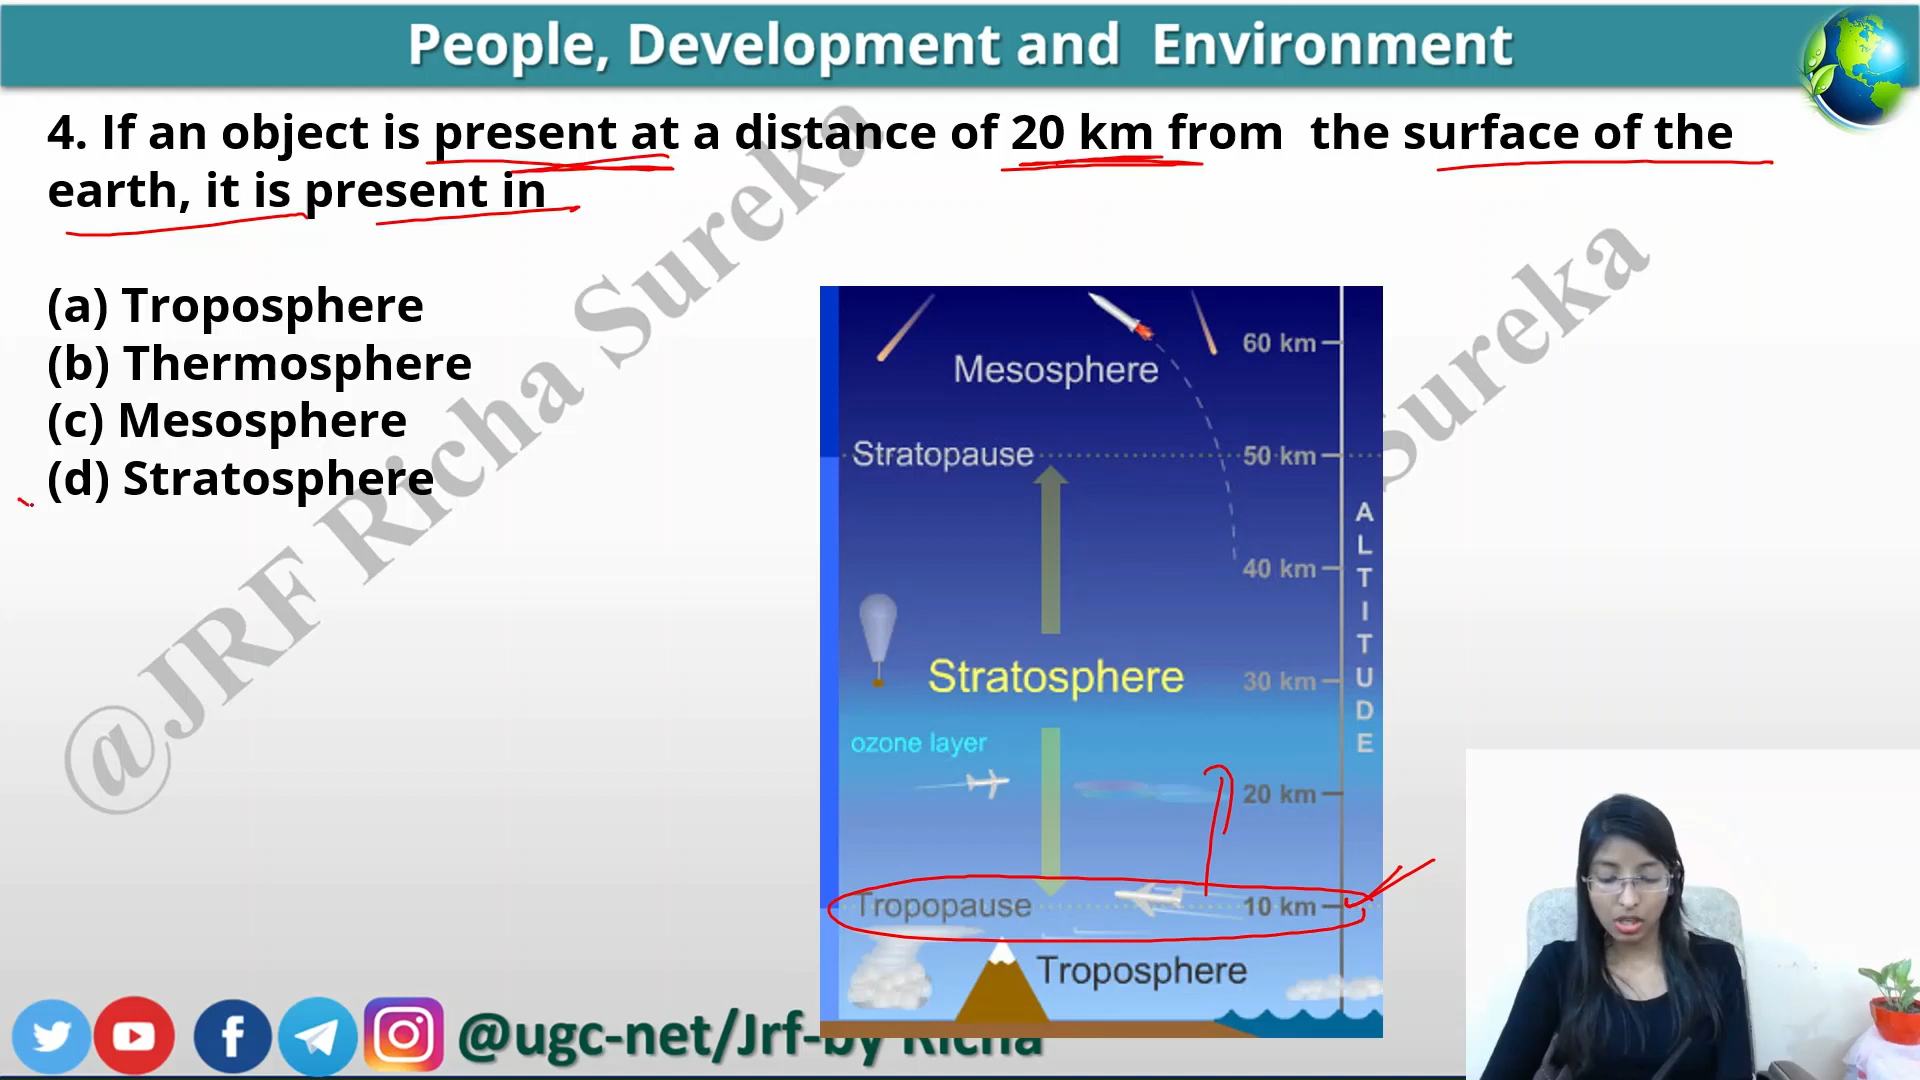 People, Development and Environment
4. If an object is present at a distance of 20 km from the surface of the
earth, it is present in
(a) Troposphere
(b) Thermosphere
(c) Mesosphere
(d) Stratosphere
@JRF Richa Sureka
Sureka
60 km
Mesosphere
Stratopause
50 km
40 km
ALTITUDE
Stratosphere
30 km
ozone layer
20 km
Tropopause
10 km
Troposphere
@ugc-net/Jrf-by Richa